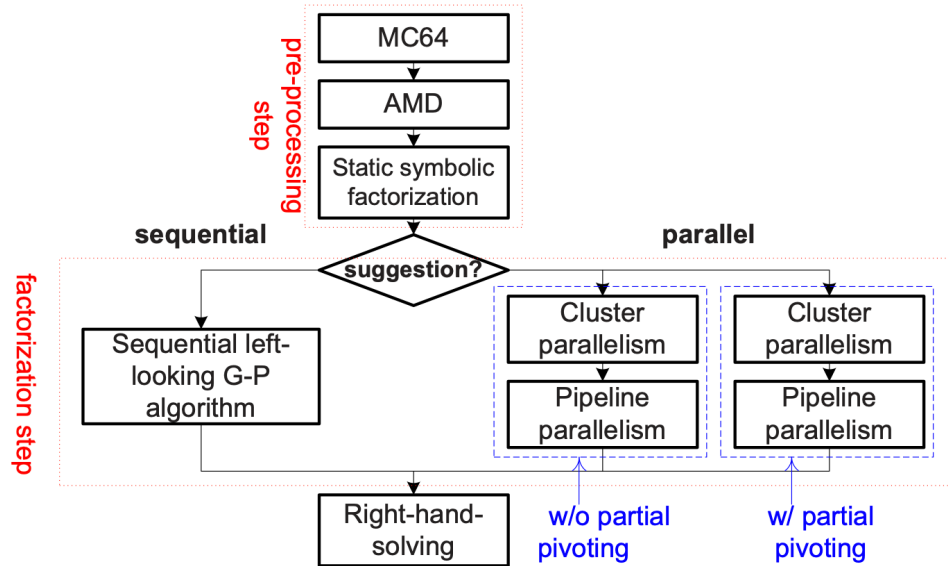 MC64
AMD
Static symbolic
factorization
pre-processing
step
sequential
parallel
suggestion?
factorization step
Sequential left-
looking G-P
algorithm
Cluster
parallelism
Pipeline
parallelism
Cluster
parallelism
Pipeline
parallelism
Right-hand-
solving
w/o partial
pivoting
w/ partial
pivoting